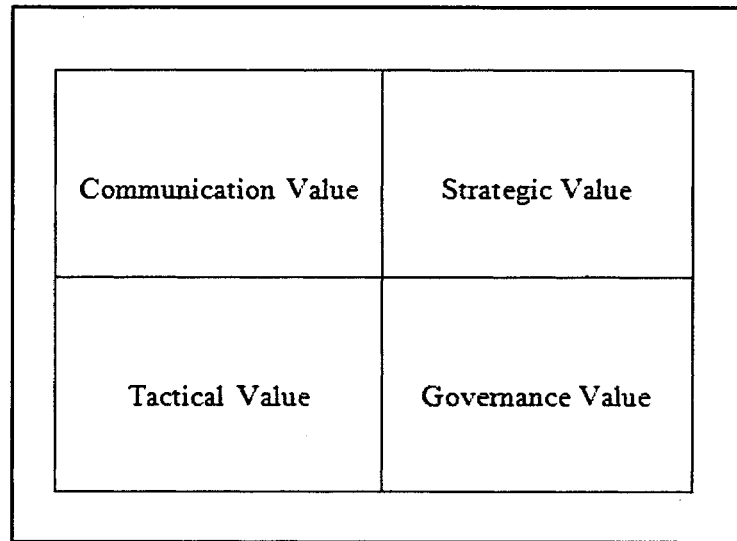 Communication Value
Strategic Value
Tactical Value
Governance Value